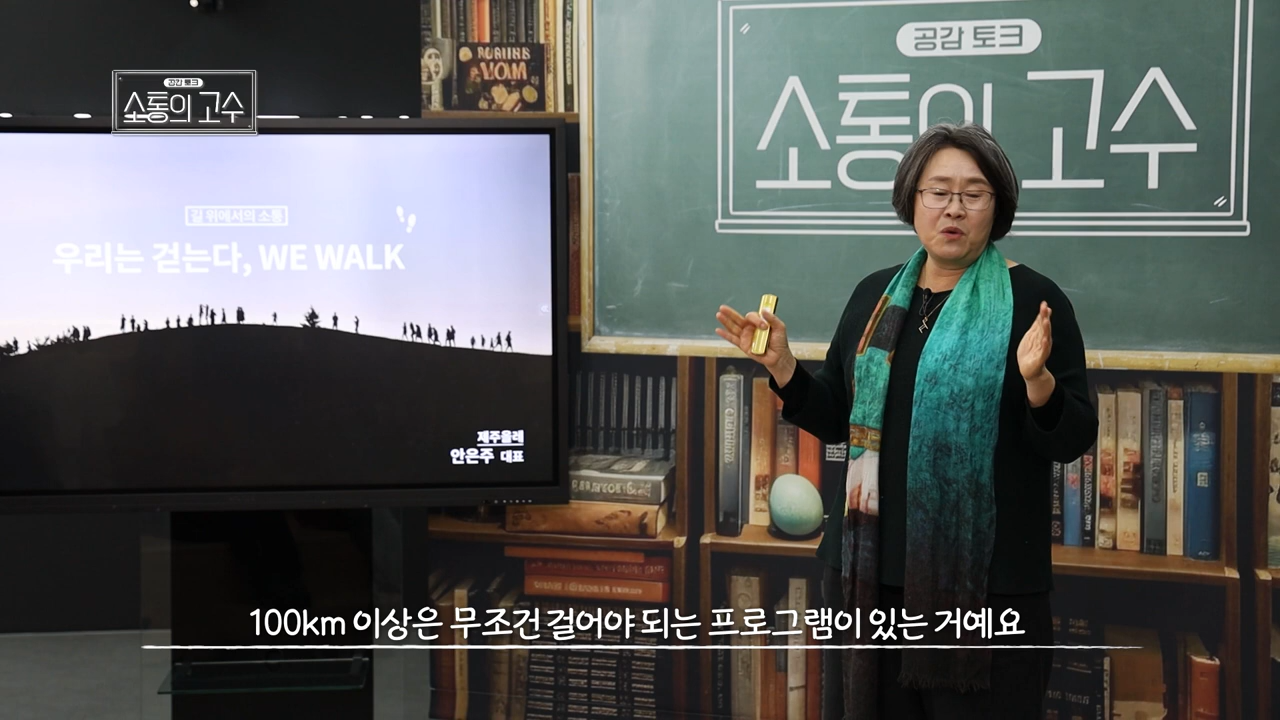 공감 토크
소통의 고수
공감 토크
소통의 고수
길 위에서의 소통
우리는 걷는다, WE WALK
제주올레
안은주 대표
100km 이상은 무조건 걸어야 되는 프로그램이 있는 거예요